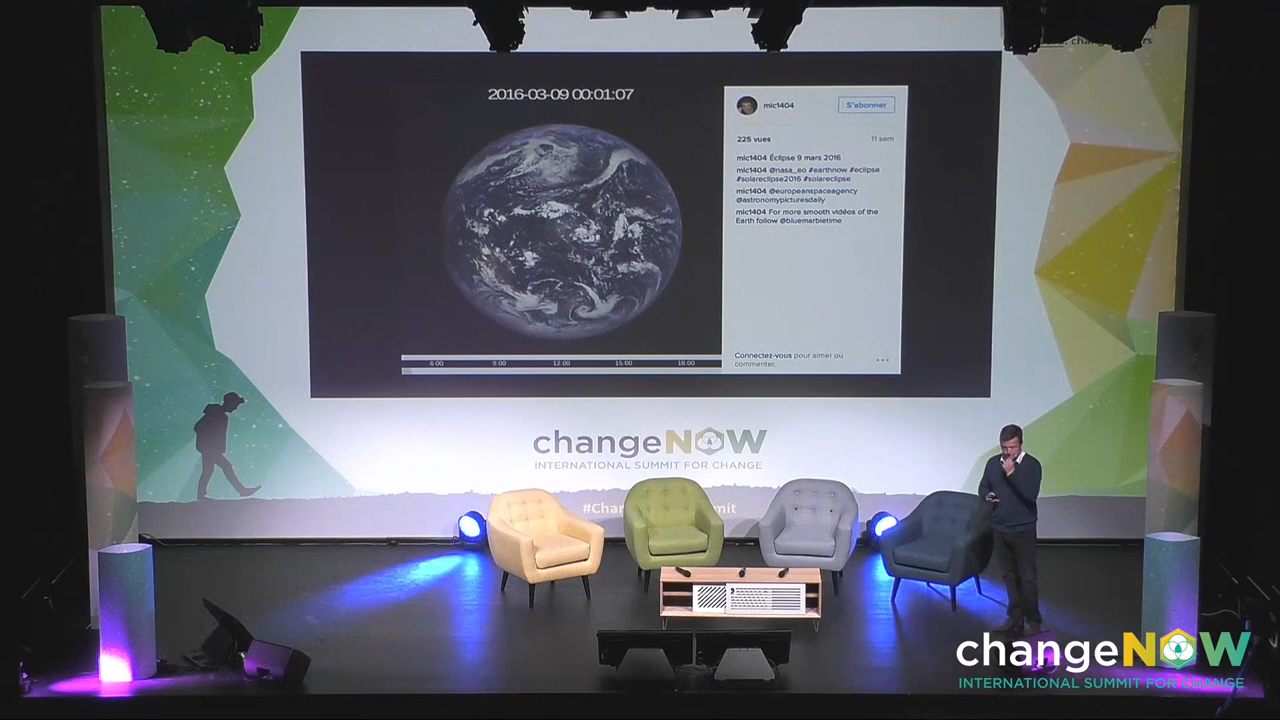 2016-03-09 00:01:07
mic1404
S'abonner
225 vues
11 sem
mic1404 Éclipse 9 mars 2016
mic1404 @nasa_eo #earthnow #eclipse
#solareclipse2016 #solareclipse
mic1404 @europeanspaceagency
@astronomypicturesdaily
mic1404 For more smooth vidéos of the
Earth follow @bluemarbletime
Connectez-vous pour aimer ou
commenter.
6:00 9:00 12:00 15:00 18:00
changeNOW
INTERNATIONAL SUMMIT FOR CHANGE
changeNOW
INTERNATIONAL SUMMIT FOR CHANGE